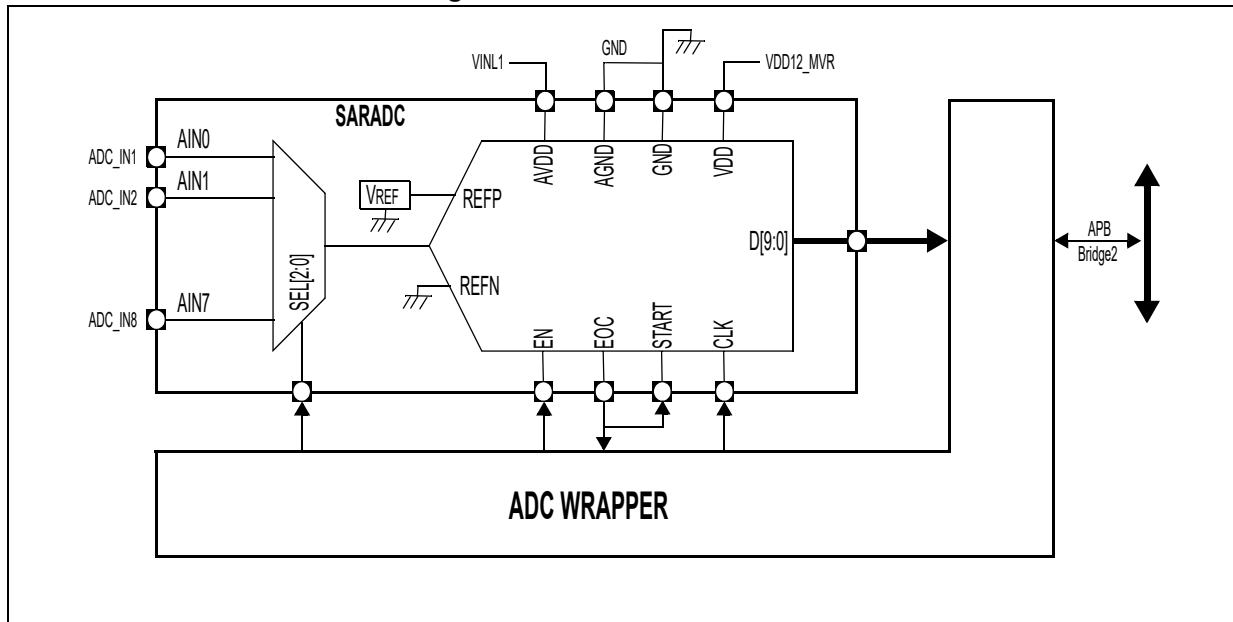 GND
VINL1
VDD12_MVR
SARADC
AVDD
AGND
GND
VDD
ADC_IN1
AIN0
ADC_IN2
AIN1
VREF
REFP
D[9:0]
APB
Bridge2
SEL[2:0]
REFN
ADC_IN8
AIN7
EN
EOC
START
CLK
ADC WRAPPER